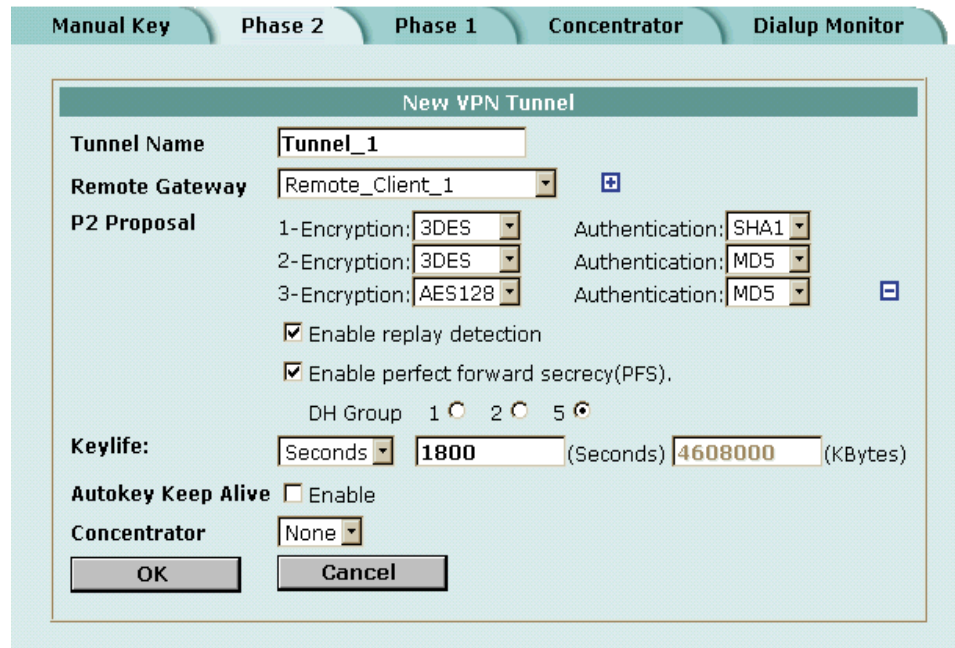 Manual Key Phase 2 Phase 1 Concentrator Dialup Monitor
New VPN Tunnel
Tunnel Name Tunnel_1
Remote Gateway Remote_Client_1
P2 Proposal 1-Encryption: 3DES Authentication: SHA1
2-Encryption: 3DES Authentication: MD5
3-Encryption: AES128 Authentication: MD5
Enable replay detection
Enable perfect forward secrecy(PFS).
DH Group 1 2 5
Keylife: Seconds 1800 (Seconds) 4608000 (KBytes)
Autokey Keep Alive Enable
Concentrator None
OK Cancel